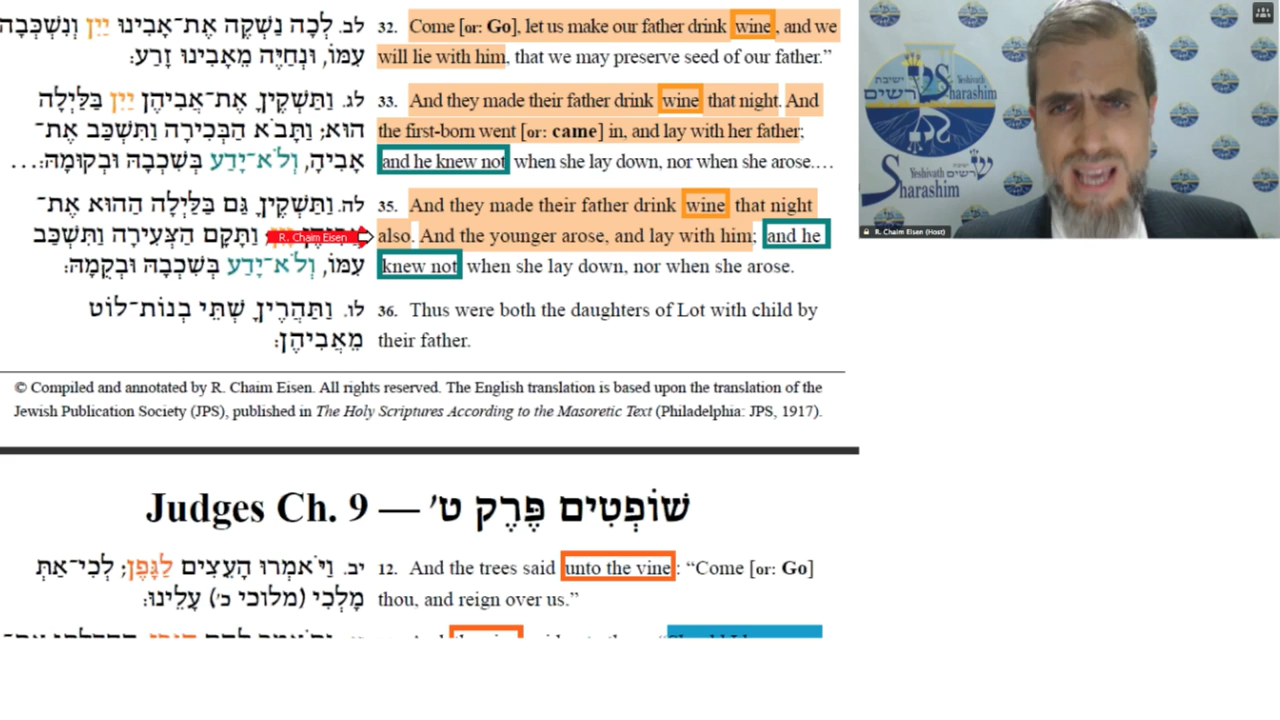 לב. לְכָה נַשְׁקֶה אֶת־אָבִינוּ יַיִן וְנִשְׁכְּבָה
עִמּוֹ, וּנְחַיֶּה מֵאָבִינוּ זָרַע:
32. Come [or: Go], let us make our father drink wine, and we
will lie with him, that we may preserve seed of our father.”
לג. וַתַּשְׁקֶיןָ, אֶת־אֲבִיהֶן יַיִן בַּלַּיְלָה
הוּא; וַתָּבֹא הַבְּכִירָה וַתִּשְׁכַּב אֶת־
אָבִיהָ, וְלֹא־יָדַע בְּשִׁכְבָהּ וּבְקוּמָהּ:...
33. And they made their father drink wine that night. And
the first-born went [or: came] in, and lay with her father;
and he knew not when she lay down, nor when she arose....
לה. וַתַּשְׁקֶיןָ, גַּם בַּלַּיְלָה הַהוּא אֶת־
וַתָּקָם הַצְּעִירָה וַתִּשְׁכַּב
עִמּוֹ, וְלֹא־יָדַע בְּשִׁכְבָהּ וּבְקֻמָהּ:
R. Chaim Eisen
35. And they made their father drink wine that night
also. And the younger arose, and lay with him; and he
knew not when she lay down, nor when she arose.
לו. וַתַּהֲרֶיןָ, שְׁתֵּי בְנוֹת־לוֹט
מֵאֲבִיהֶן:
36. Thus were both the daughters of Lot with child by
their father.
© Compiled and annotated by R. Chaim Eisen. All rights reserved. The English translation is based upon the translation of the
Jewish Publication Society (JPS), published in The Holy Scriptures According to the Masoretic Text (Philadelphia: JPS, 1917).
Judges Ch. 9 — שׁוֹפְטִים פֶּרֶק ט׳
יב. וַיֹּאמְרוּ הָעֵצִים לַגָּפֶן; לְכִי־אַתְּ
מָלְכִי (מלוכי כ׳) עָלֵינוּ:
12. And the trees said unto the vine: “Come [or: Go]
thou, and reign over us.”
ישיבת
שרשים
Yeshivath
Sharashim
Yeshivath ישיבת
Sharashim שרשים
R. Chaim Eisen (Host)